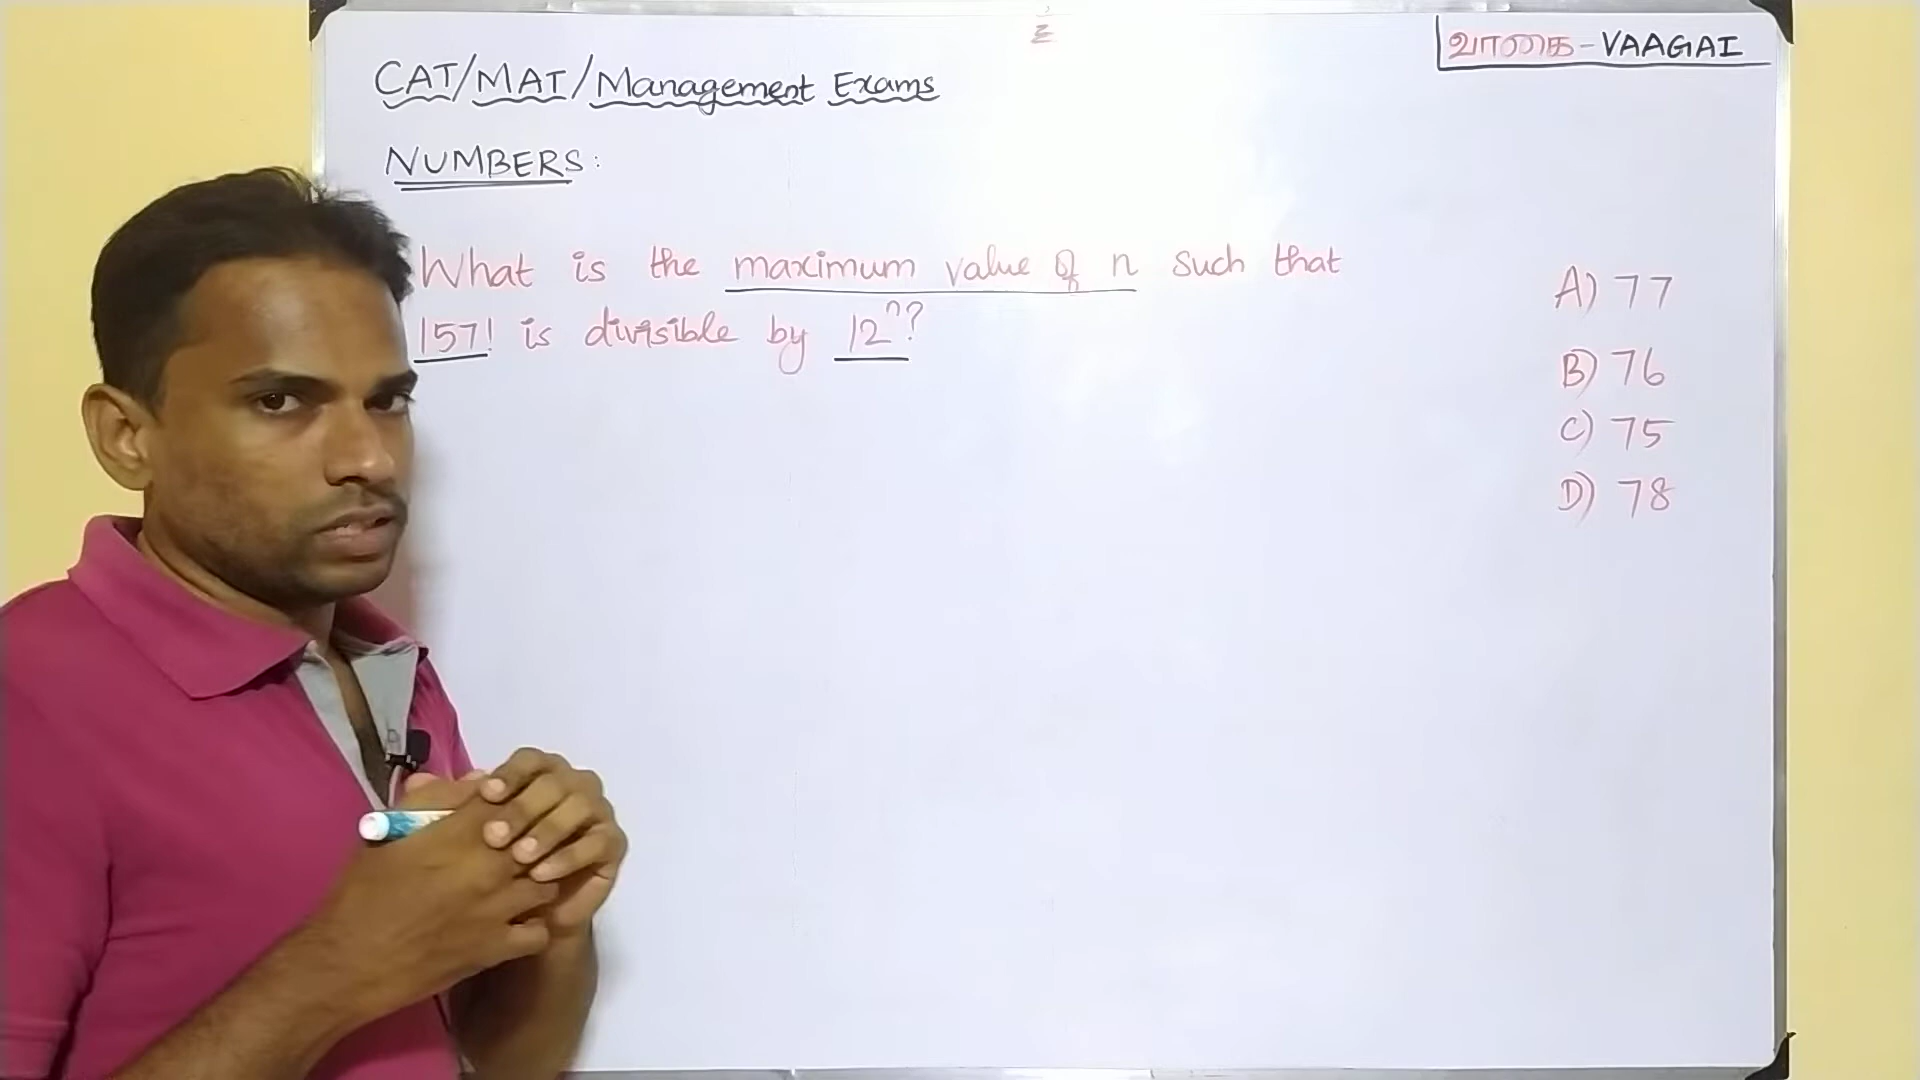 வாகை - VAAGAI
CAT/MAT/Management Exams
NUMBERS:
What is the maximum value of n such that
157! is divisible by 12ⁿ?
A) 77
B) 76
C) 75
D) 78